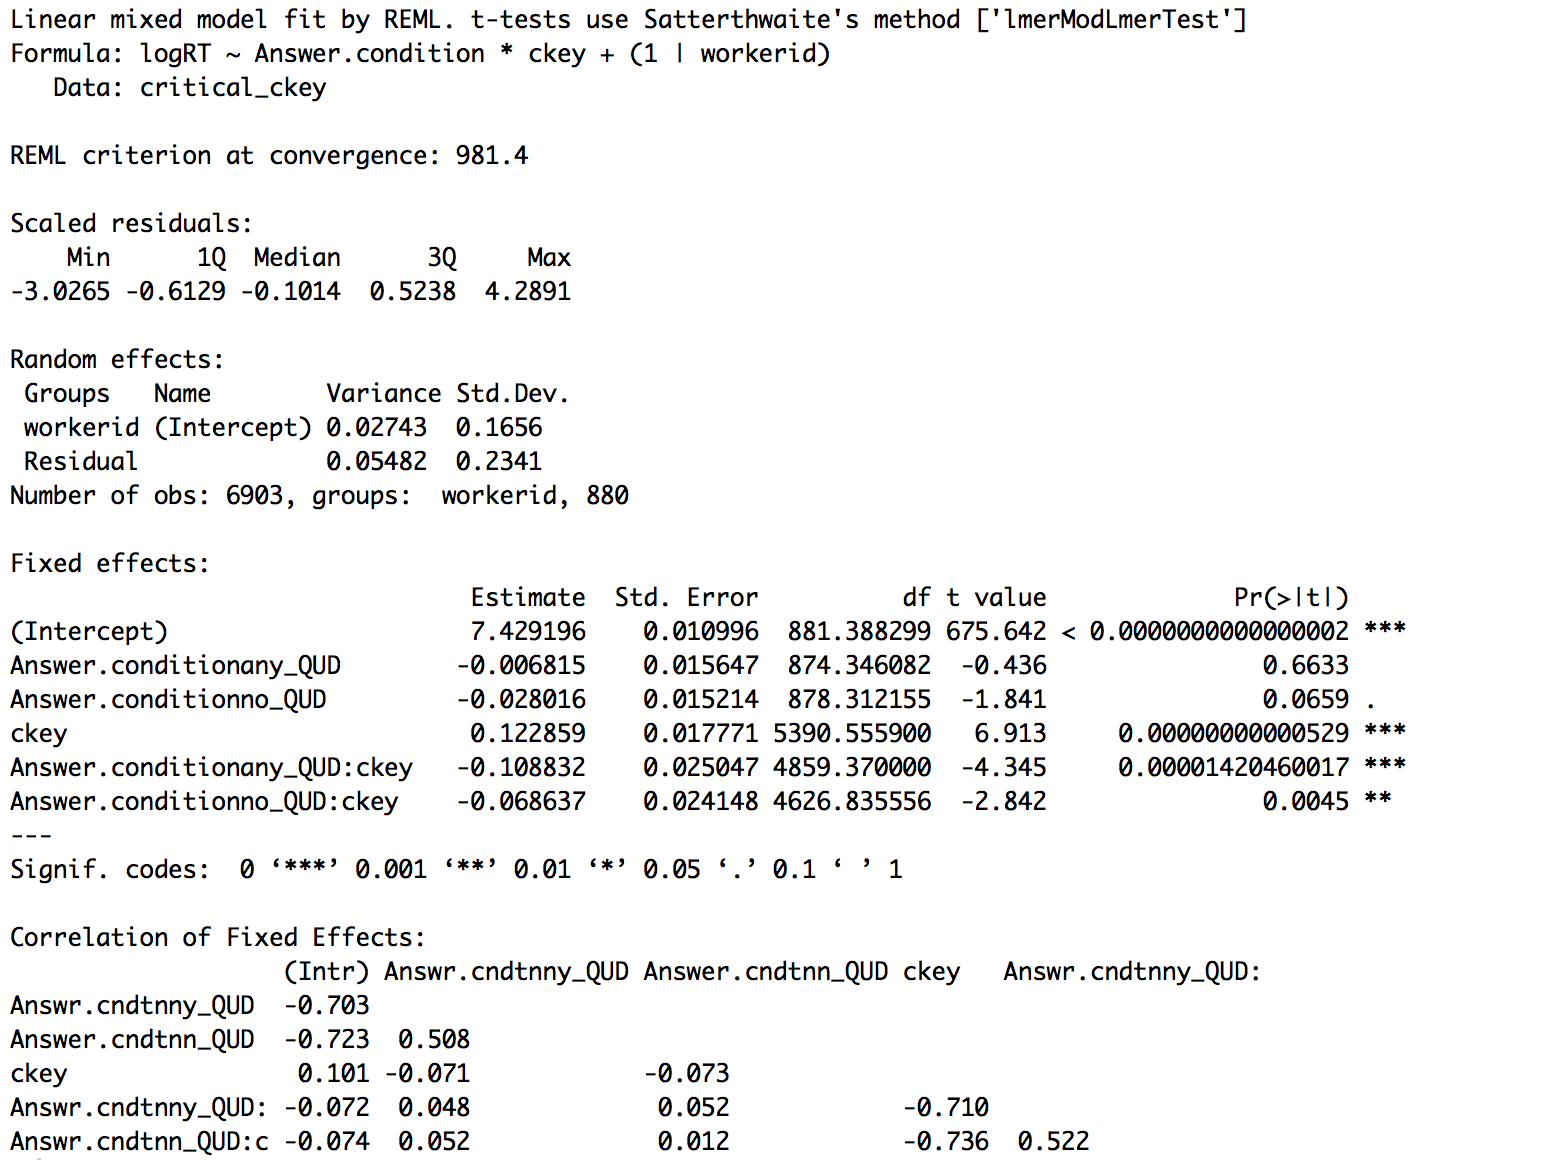 Linear mixed model fit by REML. t-tests use Satterthwaite's method ['lmerModLmerTest']
Formula: logRT ~ Answer.condition * ckey + (1 | workerid)
   Data: critical_ckey

REML criterion at convergence: 981.4

Scaled residuals:
    Min      1Q  Median      3Q     Max
-3.0265 -0.6129 -0.1014  0.5238  4.2891

Random effects:
 Groups   Name        Variance Std.Dev.
 workerid (Intercept) 0.02743  0.1656
 Residual             0.05482  0.2341
Number of obs: 6903, groups:  workerid, 880

Fixed effects:
                                Estimate  Std. Error          df t value             Pr(>|t|)
(Intercept)                     7.429196    0.010996  881.388299 675.642 < 0.0000000000000002 ***
Answer.conditionany_QUD        -0.006815    0.015647  874.346082  -0.436               0.6633
Answer.conditionno_QUD         -0.028016    0.015214  878.312155  -1.841               0.0659 .
ckey                            0.122859    0.017771 5390.555900   6.913     0.00000000000529 ***
Answer.conditionany_QUD:ckey   -0.108832    0.025047 4859.370000  -4.345     0.00001420460017 ***
Answer.conditionno_QUD:ckey    -0.068637    0.024148 4626.835556  -2.842               0.0045 **
---
Signif. codes:  0 ‘***’ 0.001 ‘**’ 0.01 ‘*’ 0.05 ‘.’ 0.1 ‘ ’ 1

Correlation of Fixed Effects:
                   (Intr) Answr.cndtnny_QUD Answer.cndtnn_QUD ckey   Answr.cndtnny_QUD:
Answr.cndtnny_QUD  -0.703
Answer.cndtnn_QUD  -0.723  0.508
ckey                0.101 -0.071            -0.073
Answr.cndtnny_QUD: -0.072  0.048             0.052            -0.710
Answr.cndtnn_QUD:c -0.074  0.052             0.012            -0.736  0.522